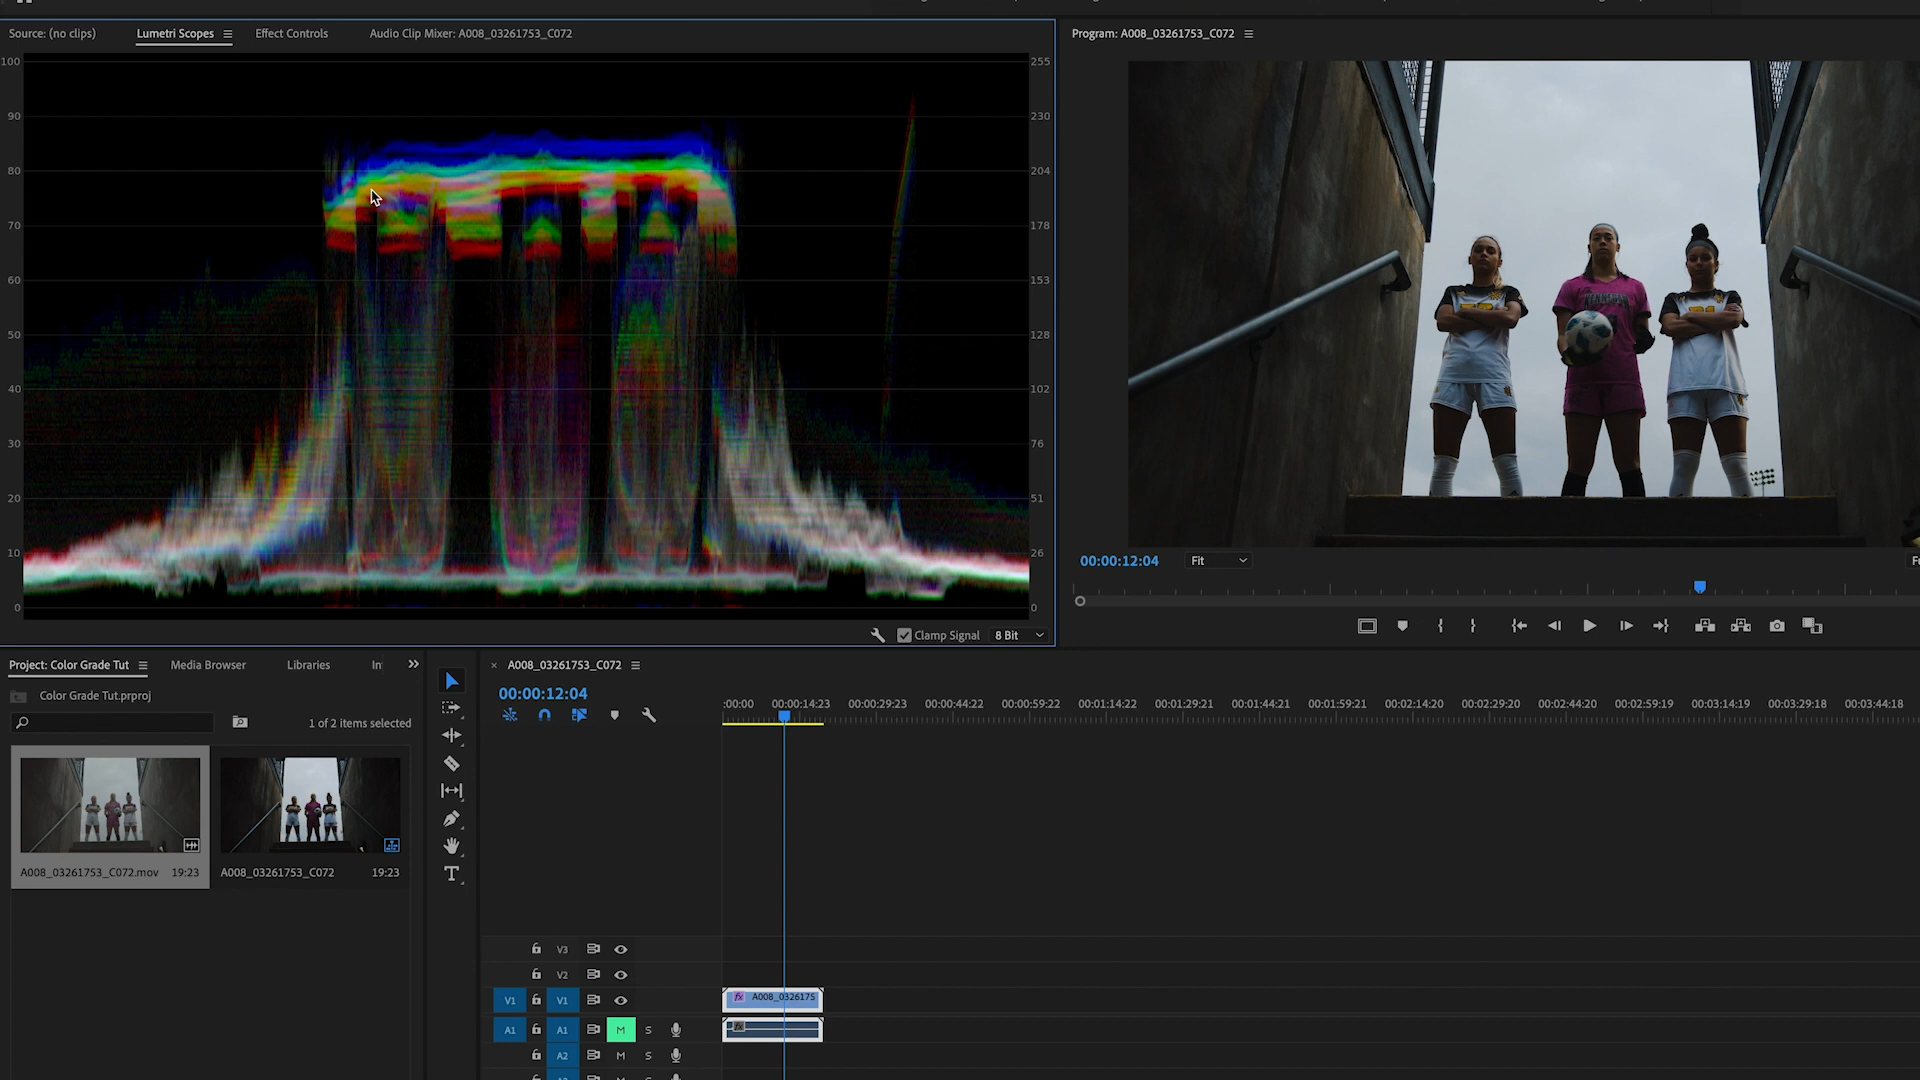 Source: (no clips) Lumetri Scopes Effect Controls Audio Clip Mixer: A008_03261753_C072
100 255
90 230
80 204
70 178
60 153
50 128
40 102
30 76
20 51
10 26
0 0
Clamp Signal 8 Bit
Program: A008_03261753_C072
00:00:12:04 Fit
Project: Color Grade Tut Media Browser Libraries In
Color Grade Tut.prproj
1 of 2 items selected
A008_03261753_C072.mov 19:23 A008_03261753_C072 19:23
× A008_03261753_C072
00:00:12:04
:00:00 00:00:14:23 00:00:29:23 00:00:44:22 00:00:59:22 00:01:14:22 00:01:29:21 00:01:44:21 00:01:59:21 00:02:14:20 00:02:29:20 00:02:44:20 00:02:59:19 00:03:14:19 00:03:29:18 00:03:44:18
V3
V2
V1 V1 fx A008_0326175
A1 A1 M S fx
A2 M S